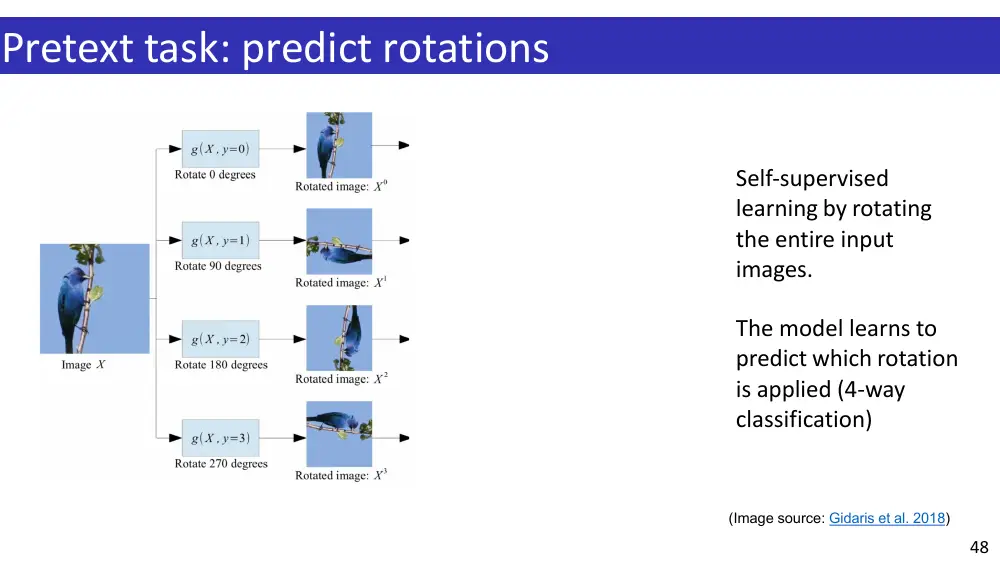 Pretext task: predict rotations
g(X, y=0)
Rotate 0 degrees
Rotated image: X⁰
g(X, y=1)
Rotate 90 degrees
Rotated image: X¹
Image X
g(X, y=2)
Rotate 180 degrees
Rotated image: X²
g(X, y=3)
Rotate 270 degrees
Rotated image: X³
Self-supervised
learning by rotating
the entire input
images.
The model learns to
predict which rotation
is applied (4-way
classification)
(Image source: Gidaris et al. 2018)
48